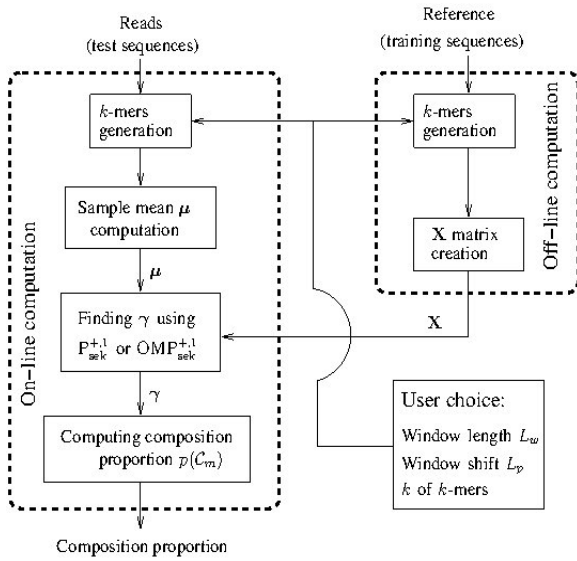 Reads
(test sequences)
k-mers
generation
Sample mean μ
computation
μ
Finding γ using
P⁺'¹sek or OMP⁺'¹sek
γ
Computing composition
proportion p(Cₘ)
Composition proportion
On-line computation
Reference
(training sequences)
k-mers
generation
X matrix
creation
Off-line computation
X
User choice:
Window length L_w
Window shift L_p
k of k-mers